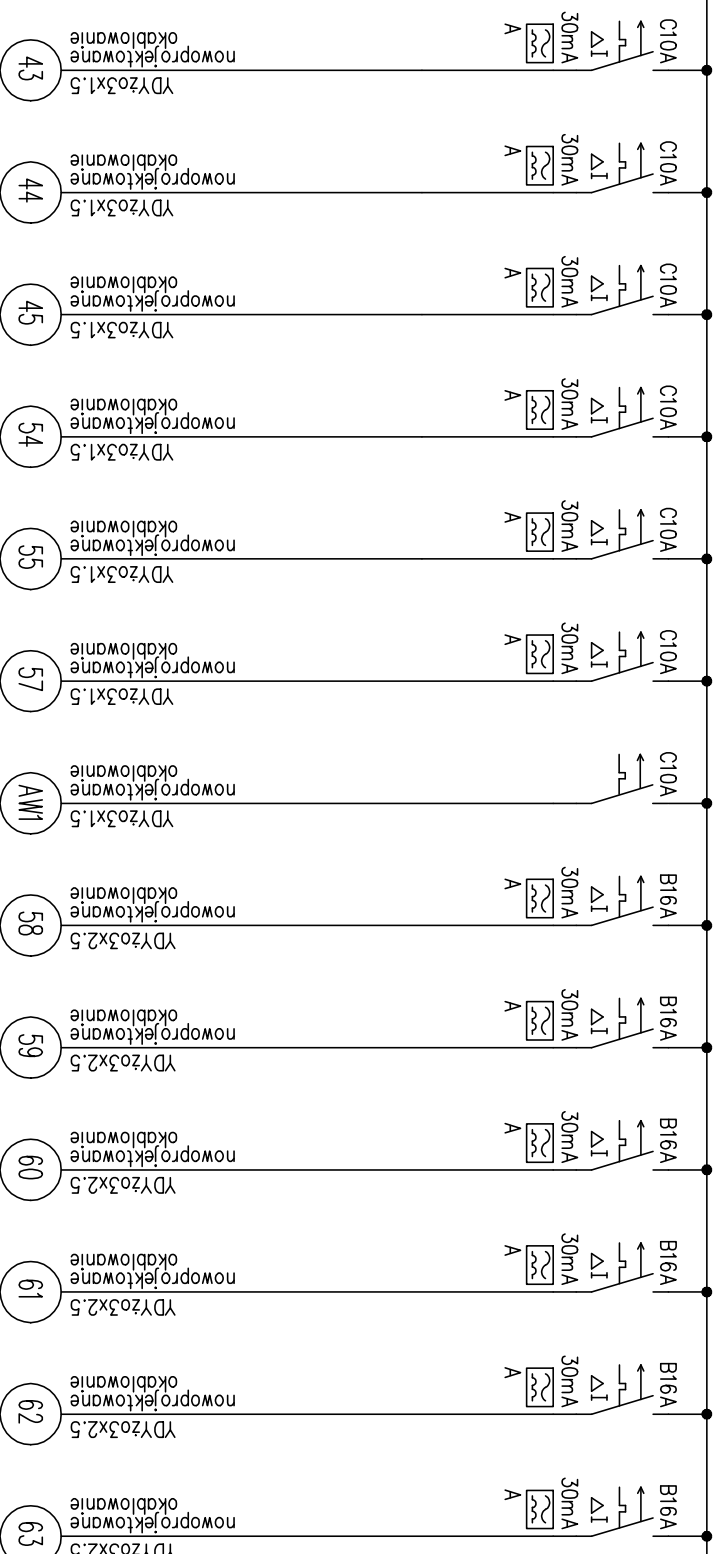 C10A
30mA
ΔI
A
okablowanie
nowoprojektowane
YDYżo3x1.5
43
C10A
30mA
ΔI
A
okablowanie
nowoprojektowane
YDYżo3x1.5
44
C10A
30mA
ΔI
A
okablowanie
nowoprojektowane
YDYżo3x1.5
45
C10A
30mA
ΔI
A
okablowanie
nowoprojektowane
YDYżo3x1.5
54
C10A
30mA
ΔI
A
okablowanie
nowoprojektowane
YDYżo3x1.5
55
C10A
30mA
ΔI
A
okablowanie
nowoprojektowane
YDYżo3x1.5
57
C10A
okablowanie
nowoprojektowane
YDYżo3x1.5
AW1
B16A
30mA
ΔI
A
okablowanie
nowoprojektowane
YDYżo3x2.5
58
B16A
30mA
ΔI
A
okablowanie
nowoprojektowane
YDYżo3x2.5
59
B16A
30mA
ΔI
A
okablowanie
nowoprojektowane
YDYżo3x2.5
60
B16A
30mA
ΔI
A
okablowanie
nowoprojektowane
YDYżo3x2.5
61
B16A
30mA
ΔI
A
okablowanie
nowoprojektowane
YDYżo3x2.5
62
B16A
30mA
ΔI
A
okablowanie
nowoprojektowane
YDYżo3x2.5
63